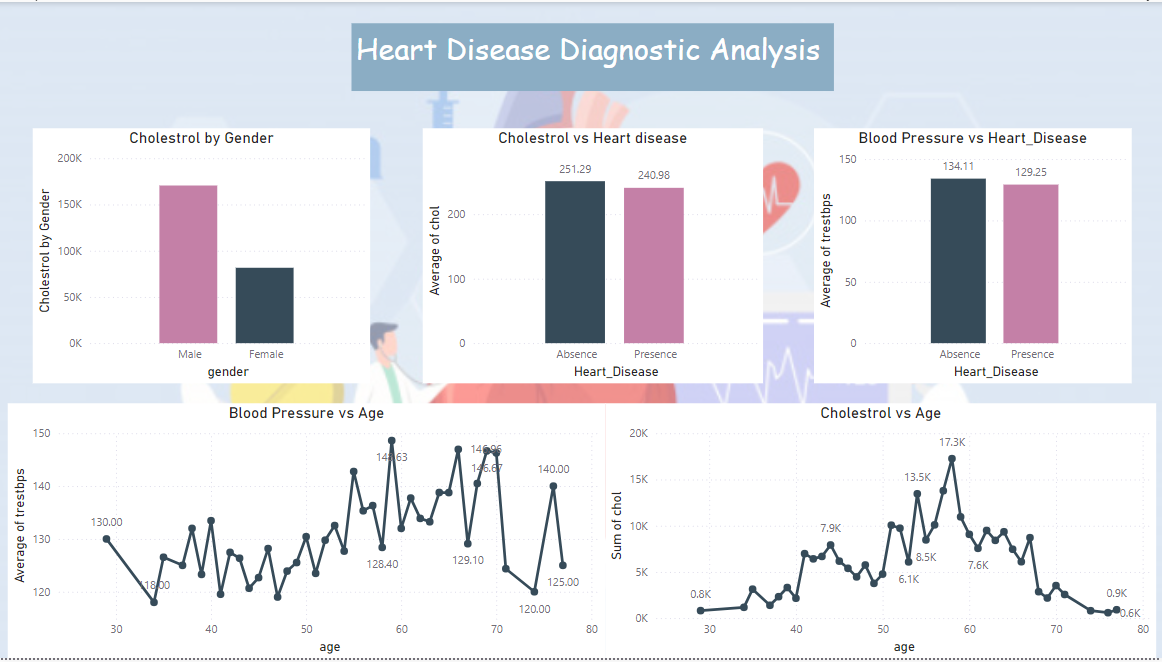 Heart Disease Diagnostic Analysis
Cholestrol by Gender
Cholestrol by Gender
200K
150K
100K
50K
0K
Male Female
gender
Cholestrol vs Heart disease
Average of chol
200
100
0
251.29 240.98
Absence Presence
Heart_Disease
Blood Pressure vs Heart_Disease
Average of trestbps
150
100
50
0
134.11 129.25
Absence Presence
Heart_Disease
Blood Pressure vs Age
Average of trestbps
150
140
130
120
130.00
118.00
128.40
146.67
129.10
140.00
120.00
125.00
30 40 50 60 70 80
age
Cholestrol vs Age
Sum of chol
20K
15K
10K
5K
0K
0.8K
7.9K
6.1K
13.5K
8.5K
17.3K
7.6K
0.9K
0.6K
30 40 50 60 70 80
age